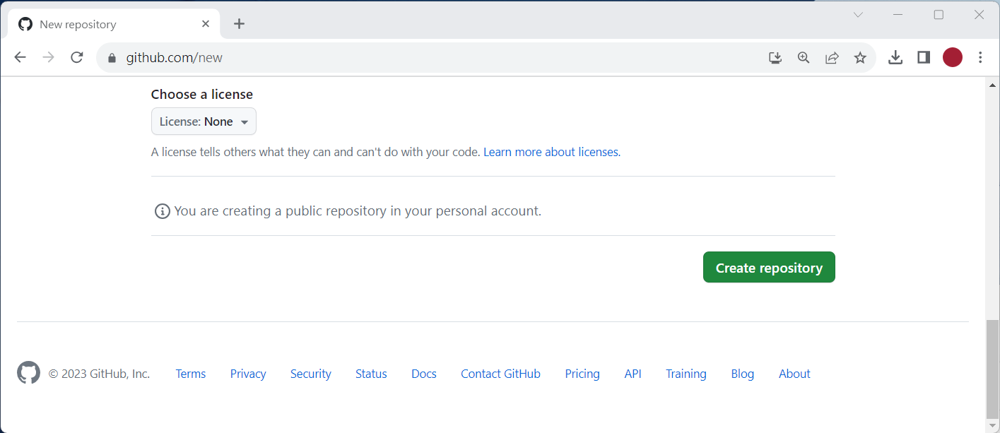 New repository
github.com/new
Choose a license
License: None
A license tells others what they can and can't do with your code. Learn more about licenses.
You are creating a public repository in your personal account.
Create repository
© 2023 GitHub, Inc. Terms Privacy Security Status Docs Contact GitHub Pricing API Training Blog About